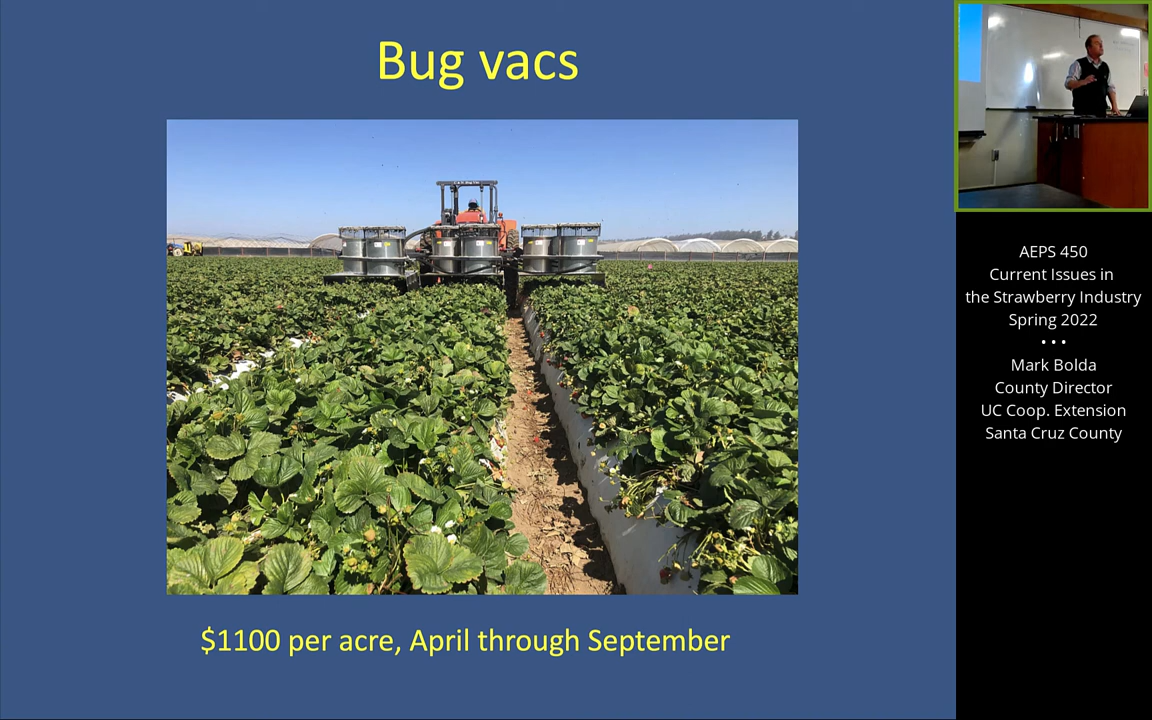 Bug vacs
$1100 per acre, April through September
AEPS 450
Current Issues in
the Strawberry Industry
Spring 2022
• • •
Mark Bolda
County Director
UC Coop. Extension
Santa Cruz County